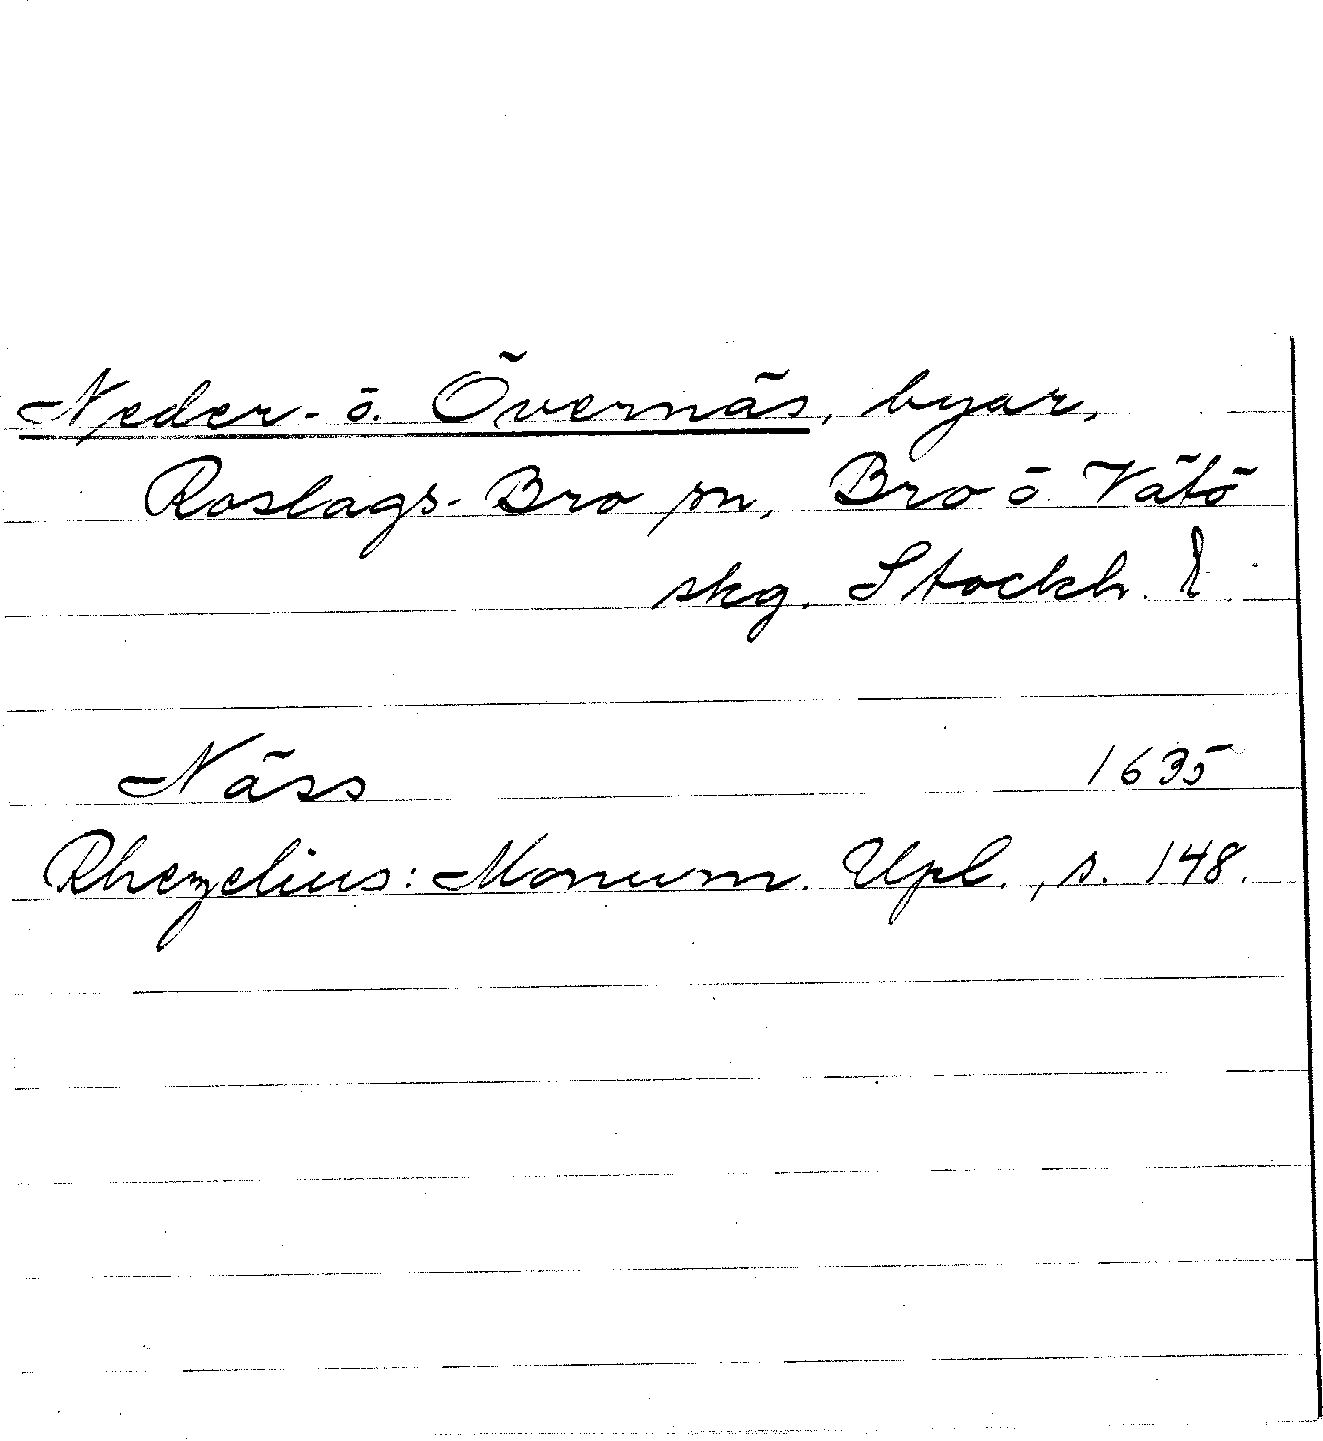 Neder- ö. Övernäs, byar,
Roslags-Bro sn, Bro ö Vätö
skg. Stockh. l.
Näss 1635
Rhezelius: Monum. Upl., s. 148.